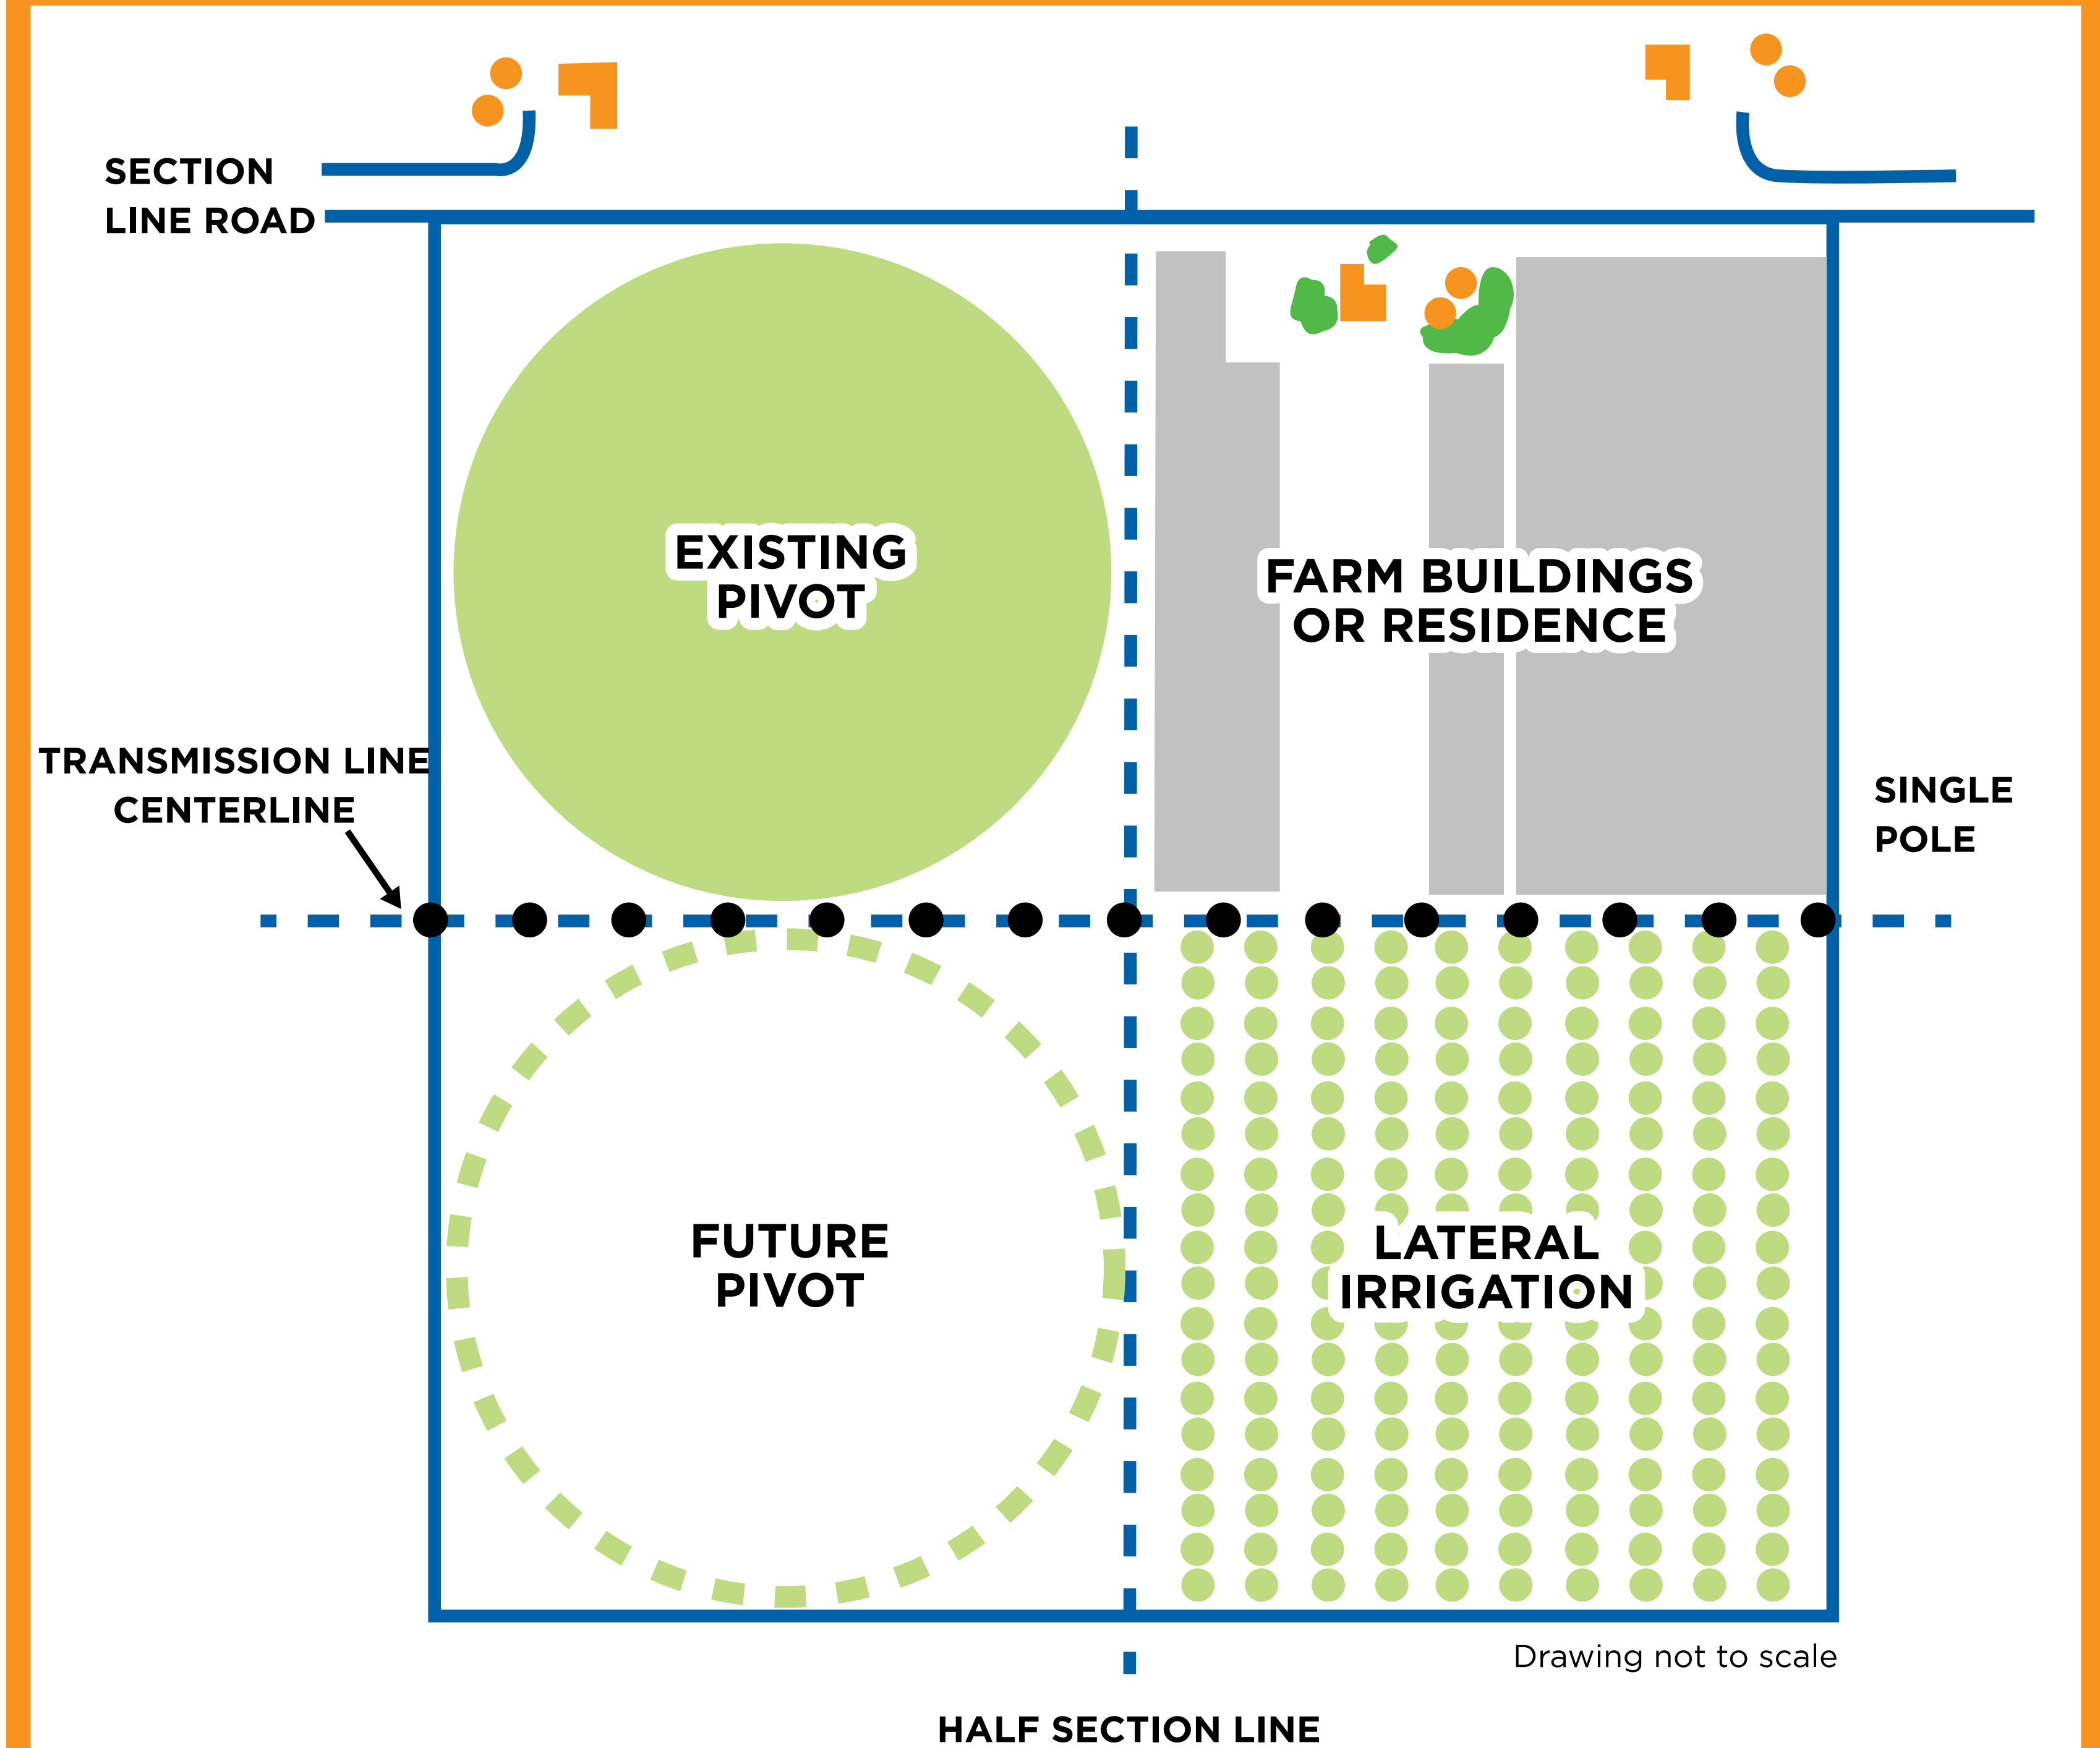 SECTION
LINE ROAD
EXISTING
PIVOT
FARM BUILDINGS
OR RESIDENCE
TRANSMISSION LINE
CENTERLINE
SINGLE
POLE
FUTURE
PIVOT
LATERAL
IRRIGATION
Drawing not to scale
HALF SECTION LINE